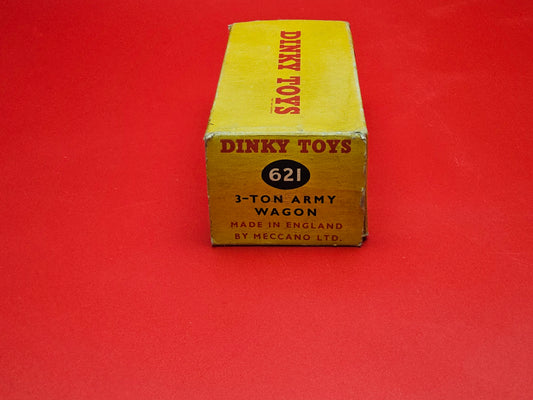 DINKY TOYS
DINKY TOYS
621
3-TON ARMY
WAGON
MADE IN ENGLAND
BY MECCANO LTD.